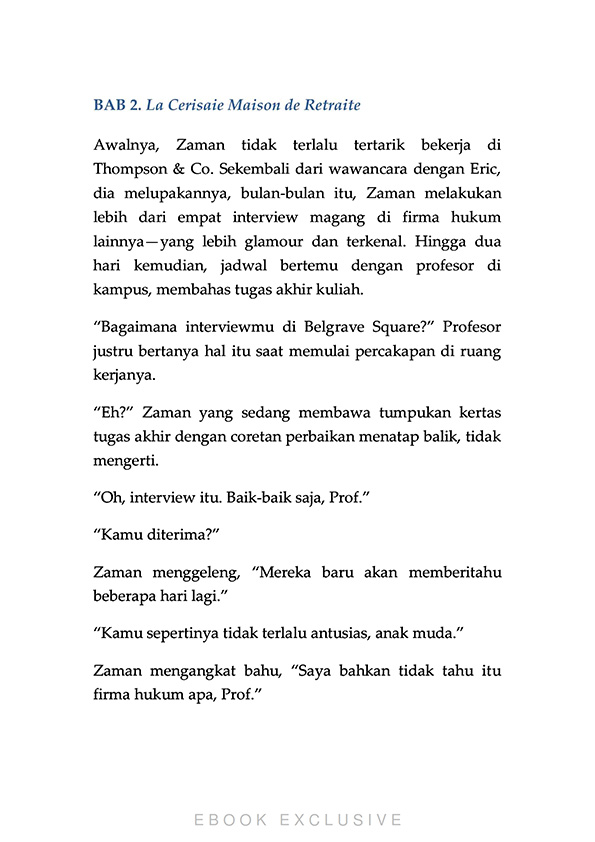 BAB 2. La Cerisaie Maison de Retraite
Awalnya, Zaman tidak terlalu tertarik bekerja di
Thompson & Co. Sekembali dari wawancara dengan Eric,
dia melupakannya, bulan-bulan itu, Zaman melakukan
lebih dari empat interview magang di firma hukum
lainnya—yang lebih glamour dan terkenal. Hingga dua
hari kemudian, jadwal bertemu dengan profesor di
kampus, membahas tugas akhir kuliah.
“Bagaimana interviewmu di Belgrave Square?” Profesor
justru bertanya hal itu saat memulai percakapan di ruang
kerjanya.
“Eh?” Zaman yang sedang membawa tumpukan kertas
tugas akhir dengan coretan perbaikan menatap balik, tidak
mengerti.
“Oh, interview itu. Baik-baik saja, Prof.”
“Kamu diterima?”
Zaman menggeleng, “Mereka baru akan memberitahu
beberapa hari lagi.”
“Kamu sepertinya tidak terlalu antusias, anak muda.”
Zaman mengangkat bahu, “Saya bahkan tidak tahu itu
firma hukum apa, Prof.”
EBOOK EXCLUSIVE